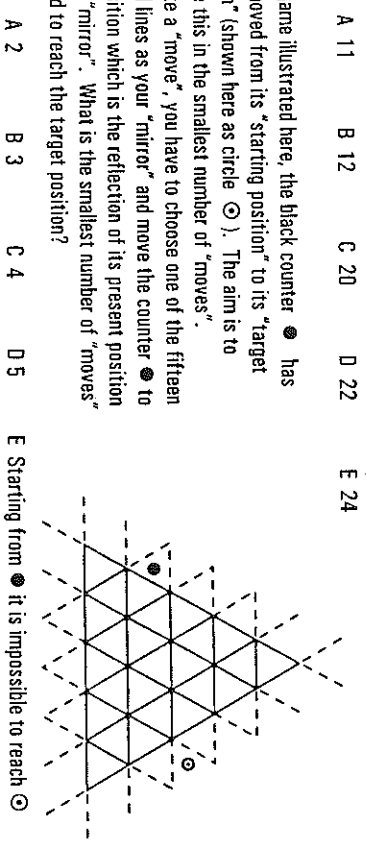 A 11 B 12 C 20 D 22 E 24
ame illustrated here, the black counter ● has
noved from its "starting position" to its "target
n" (shown here as circle ⊙ ). The aim is to
e this in the smallest number of "moves".
ke a "move", you have to choose one of the fifteen
d lines as your "mirror" and move the counter ● to
sition which is the reflection of its present position
"mirror". What is the smallest number of "moves"
d to reach the target position?
A 2 B 3 C 4 D 5 E Starting from ● it is impossible to reach ⊙